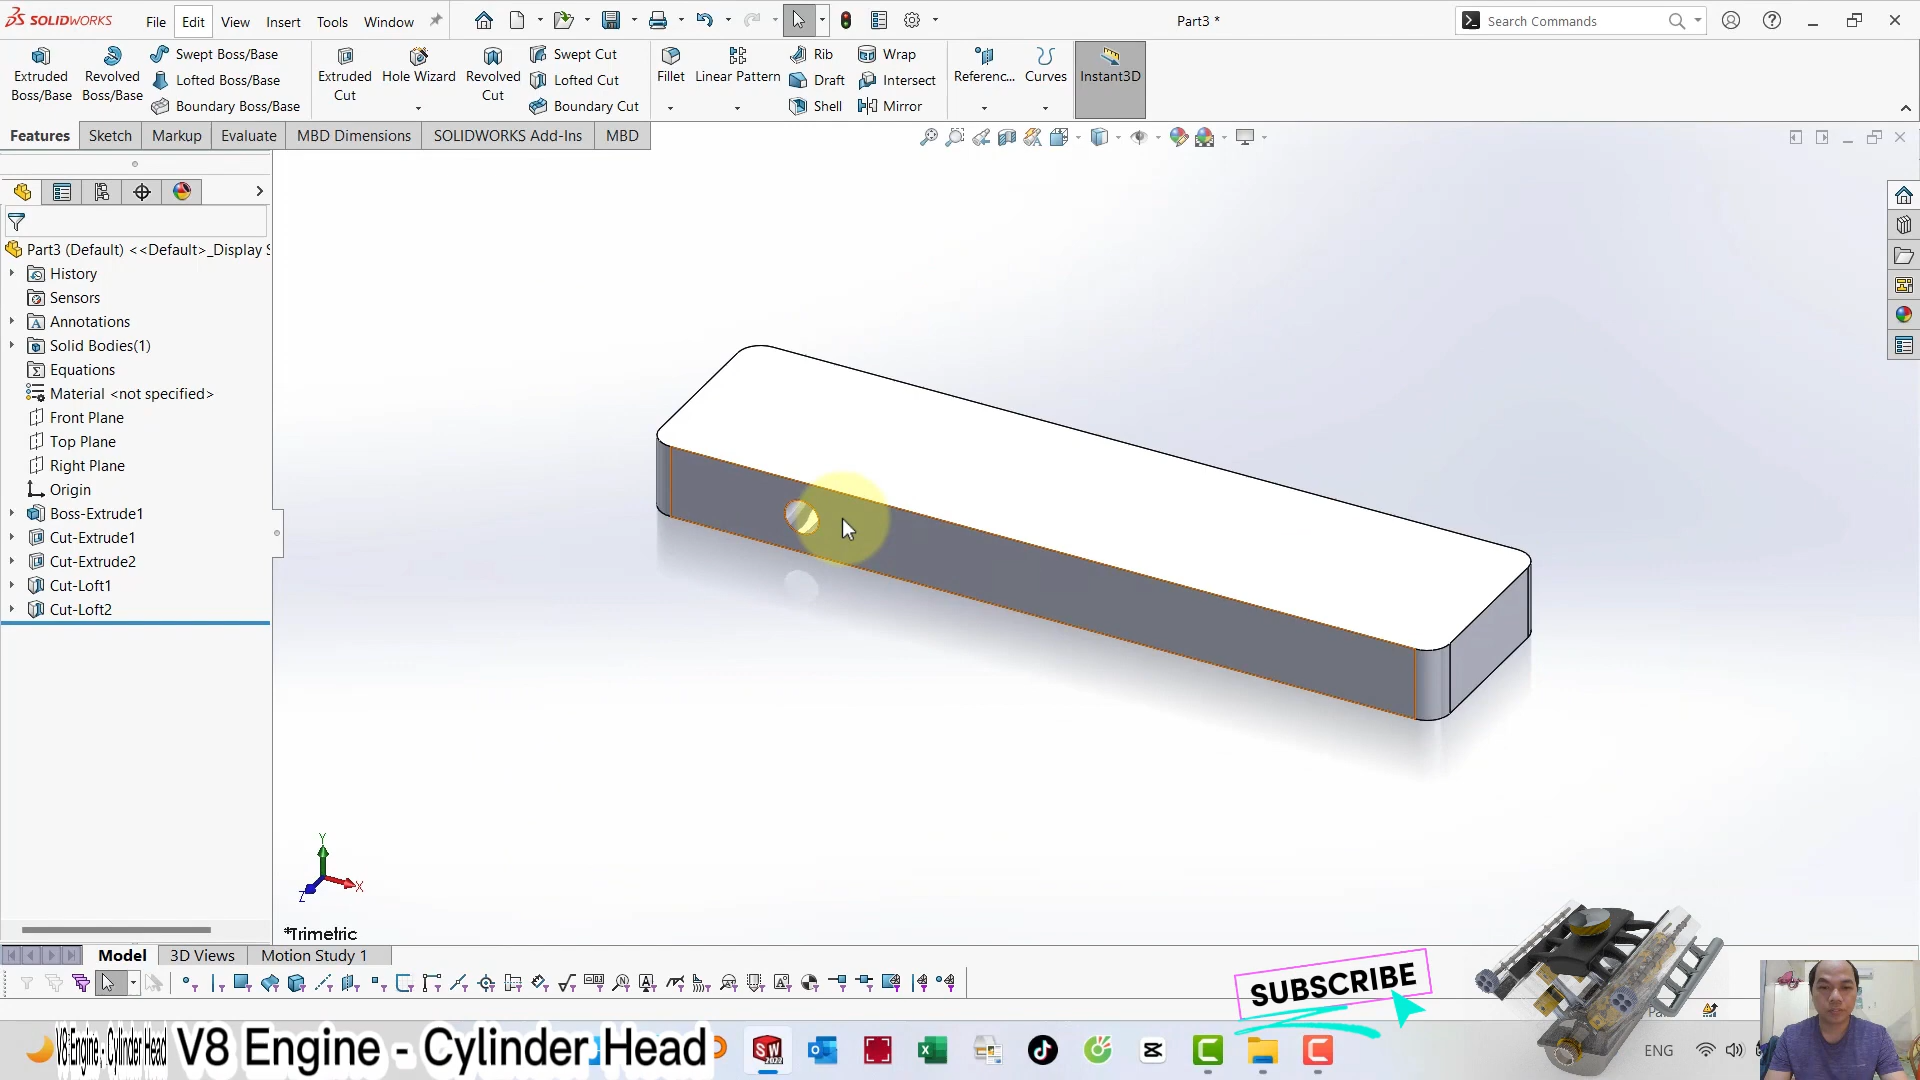 SOLIDWORKS
File Edit View Insert Tools Window
Part3 *
Search Commands
Extruded Boss/Base
Revolved Boss/Base
Swept Boss/Base
Lofted Boss/Base
Boundary Boss/Base
Extruded Cut
Hole Wizard
Revolved Cut
Swept Cut
Lofted Cut
Boundary Cut
Fillet
Linear Pattern
Rib
Draft
Shell
Wrap
Intersect
Mirror
Referenc...
Curves
Instant3D
Features Sketch Markup Evaluate MBD Dimensions SOLIDWORKS Add-Ins MBD
Part3 (Default) <<Default>_Display S
History
Sensors
Annotations
Solid Bodies(1)
Equations
Material <not specified>
Front Plane
Top Plane
Right Plane
Origin
Boss-Extrude1
Cut-Extrude1
Cut-Extrude2
Cut-Loft1
Cut-Loft2
Y
X
Z
*Trimetric
Model 3D Views Motion Study 1
SUBSCRIBE
V8 Engine - Cylinder Head
V8 Engine - Cylinder Head
ENG